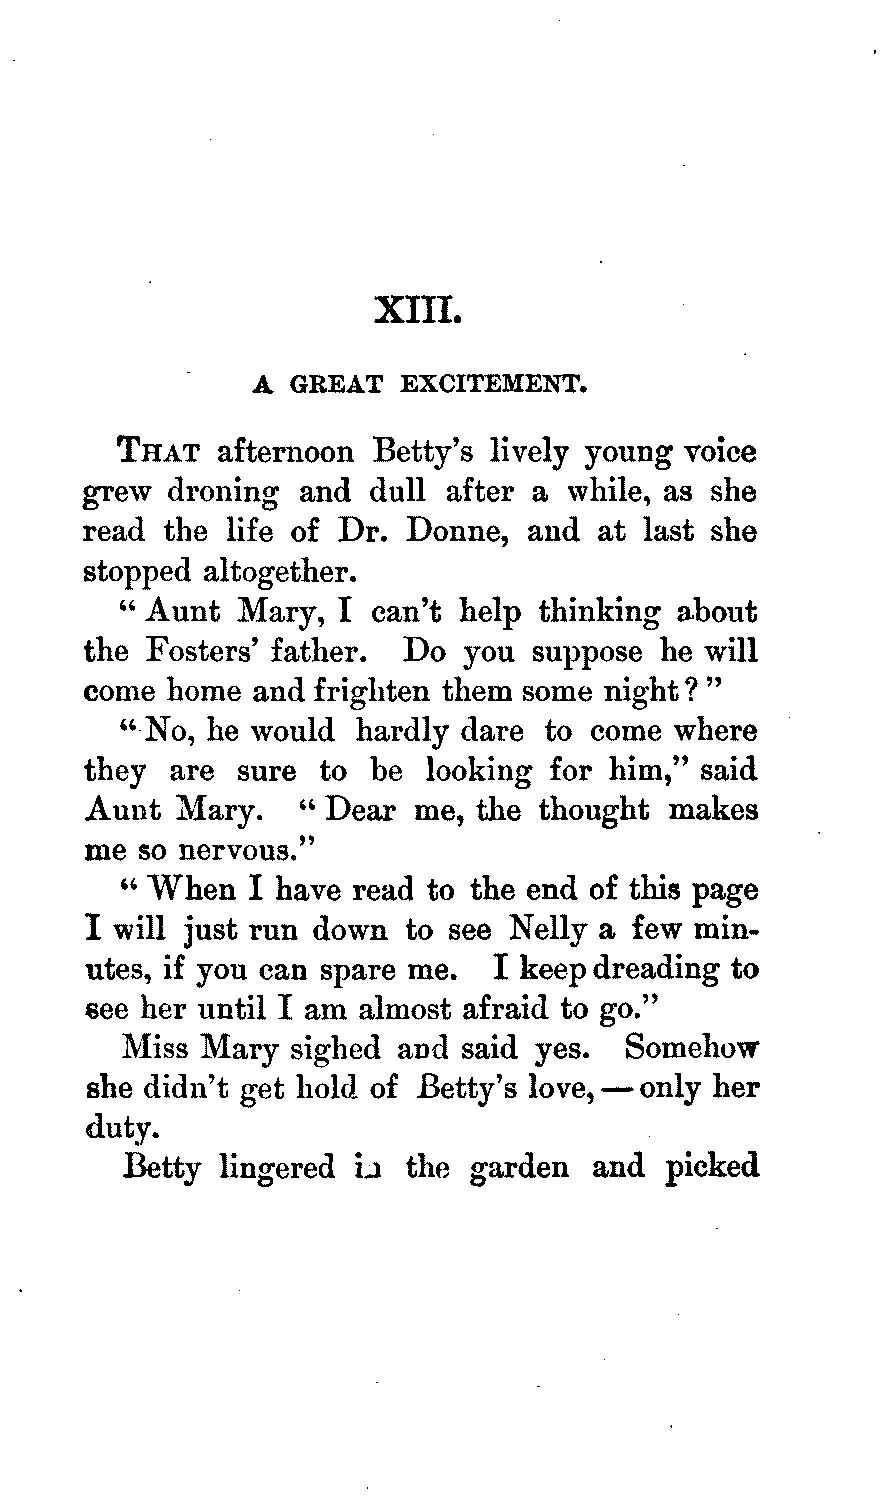 XIII.
A GREAT EXCITEMENT.
THAT afternoon Betty's lively young voice
grew droning and dull after a while, as she
read the life of Dr. Donne, and at last she
stopped altogether.
"Aunt Mary, I can't help thinking about
the Fosters' father. Do you suppose he will
come home and frighten them some night?"
"No, he would hardly dare to come where
they are sure to be looking for him," said
Aunt Mary. "Dear me, the thought makes
me so nervous."
"When I have read to the end of this page
I will just run down to see Nelly a few min-
utes, if you can spare me. I keep dreading to
see her until I am almost afraid to go."
Miss Mary sighed and said yes. Somehow
she didn't get hold of Betty's love,—only her
duty.
Betty lingered in the garden and picked